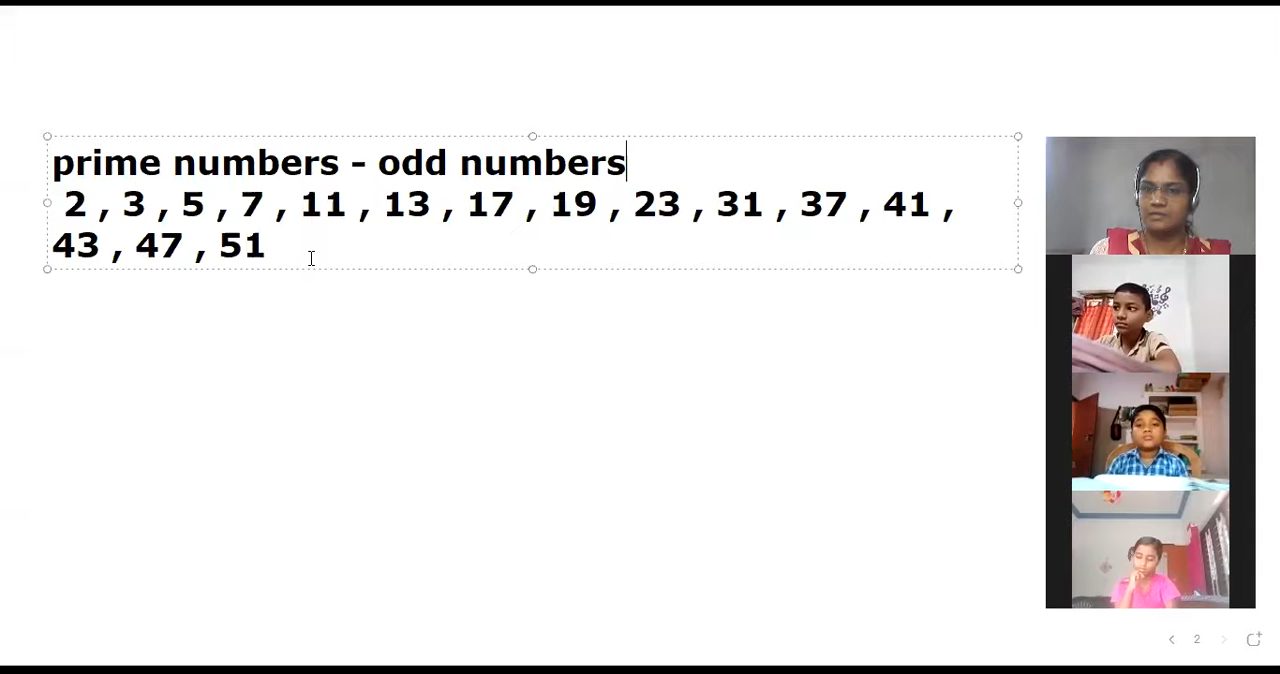 prime numbers - odd numbers
2 , 3 , 5 , 7 , 11 , 13 , 17 , 19 , 23 , 31 , 37 , 41 ,
43 , 47 , 51
2